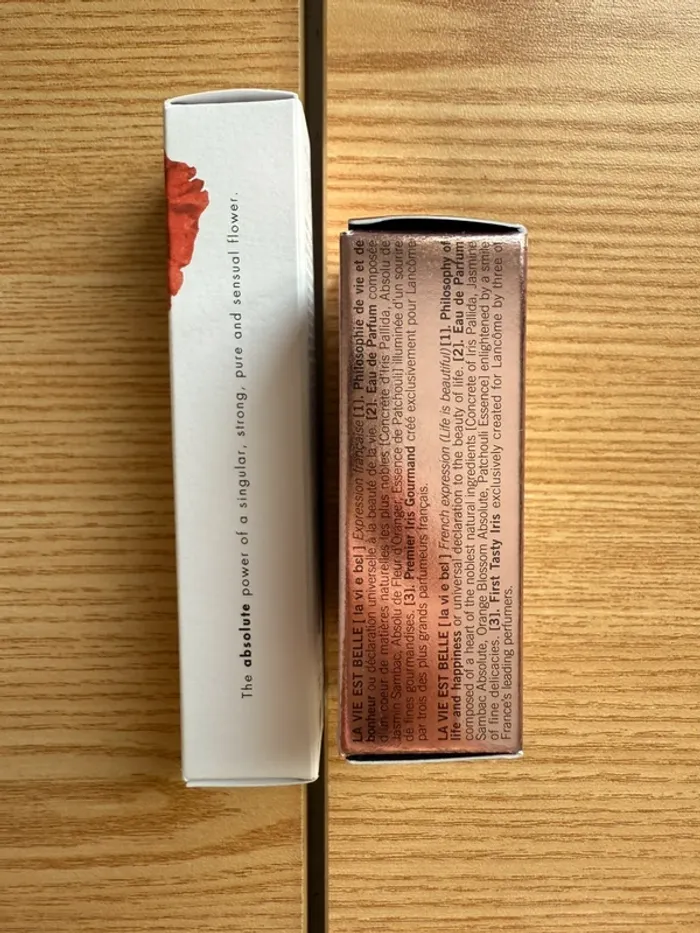 The absolute power of a singular, strong, pure and sensual flower.
LA VIE EST BELLE [ la vi ɛ bɛl ] Expression française [1]. Philosophie de vie et de
bonheur ou déclaration universelle à la beauté de la vie. [2]. Eau de Parfum composée
d'un coeur de matières naturelles les plus nobles [Concrète d'Iris Pallida, Absolu de
Jasmin Sambac, Absolu de Fleur d'Oranger, Essence de Patchouli] illuminée d'un sourire
de fines gourmandises. [3]. Premier Iris Gourmand créé exclusivement pour Lancôme
par trois des plus grands parfumeurs français.
LA VIE EST BELLE [ la vi ɛ bɛl ] French expression (Life is beautiful) [1]. Philosophy of
life and happiness or universal declaration to the beauty of life. [2]. Eau de Parfum
composed of a heart of the noblest natural ingredients [Concrete of Iris Pallida, Jasmine
Sambac Absolute, Orange Blossom Absolute, Patchouli Essence] enlightened by a smile
of fine delicacies. [3]. First Tasty Iris exclusively created for Lancôme by three of
France's leading perfumers.